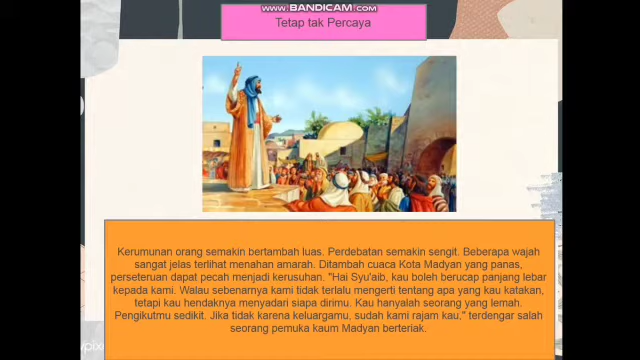 WWW.BANDICAM.COM
Tetap tak Percaya
Kerumunan orang semakin bertambah luas. Perdebatan semakin sengit. Beberapa wajah
sangat jelas terlihat menahan amarah. Ditambah cuaca Kota Madyan yang panas,
perseteruan dapat pecah menjadi kerusuhan. "Hai Syu'aib, kau boleh berucap panjang lebar
kepada kami. Walau sebenarnya kami tidak terlalu mengerti tentang apa yang kau katakan,
tetapi kau hendaknya menyadari siapa dirimu. Kau hanyalah seorang yang lemah.
Pengikutmu sedikit. Jika tidak karena keluargamu, sudah kami rajam kau," terdengar salah
seorang pemuka kaum Madyan berteriak.